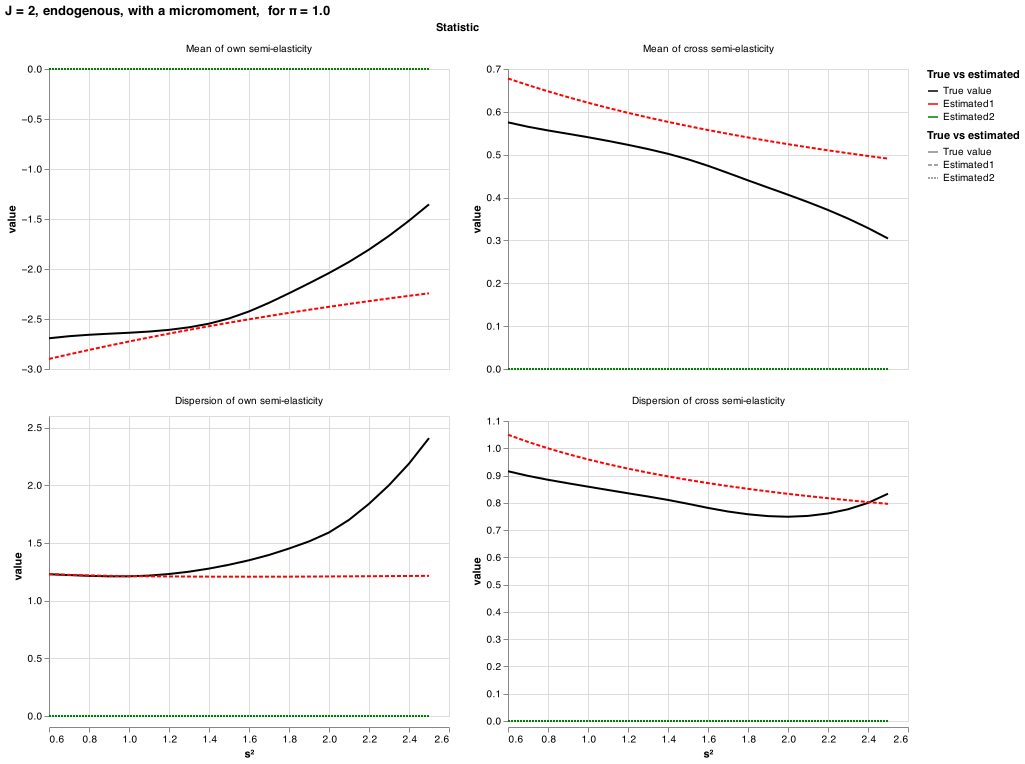 J = 2, endogenous, with a micromoment,  for π = 1.0
Statistic
Mean of own semi-elasticity
Mean of cross semi-elasticity
0.0
−0.5
−1.0
−1.5
−2.0
−2.5
−3.0
value
0.7
0.6
0.5
0.4
0.3
0.2
0.1
0.0
value
True vs estimated
True value
Estimated1
Estimated2
True vs estimated
True value
Estimated1
Estimated2
Dispersion of own semi-elasticity
Dispersion of cross semi-elasticity
2.5
2.0
1.5
1.0
0.5
0.0
value
0.6 0.8 1.0 1.2 1.4 1.6 1.8 2.0 2.2 2.4 2.6
s²
1.1
1.0
0.9
0.8
0.7
0.6
0.5
0.4
0.3
0.2
0.1
0.0
value
0.6 0.8 1.0 1.2 1.4 1.6 1.8 2.0 2.2 2.4 2.6
s²